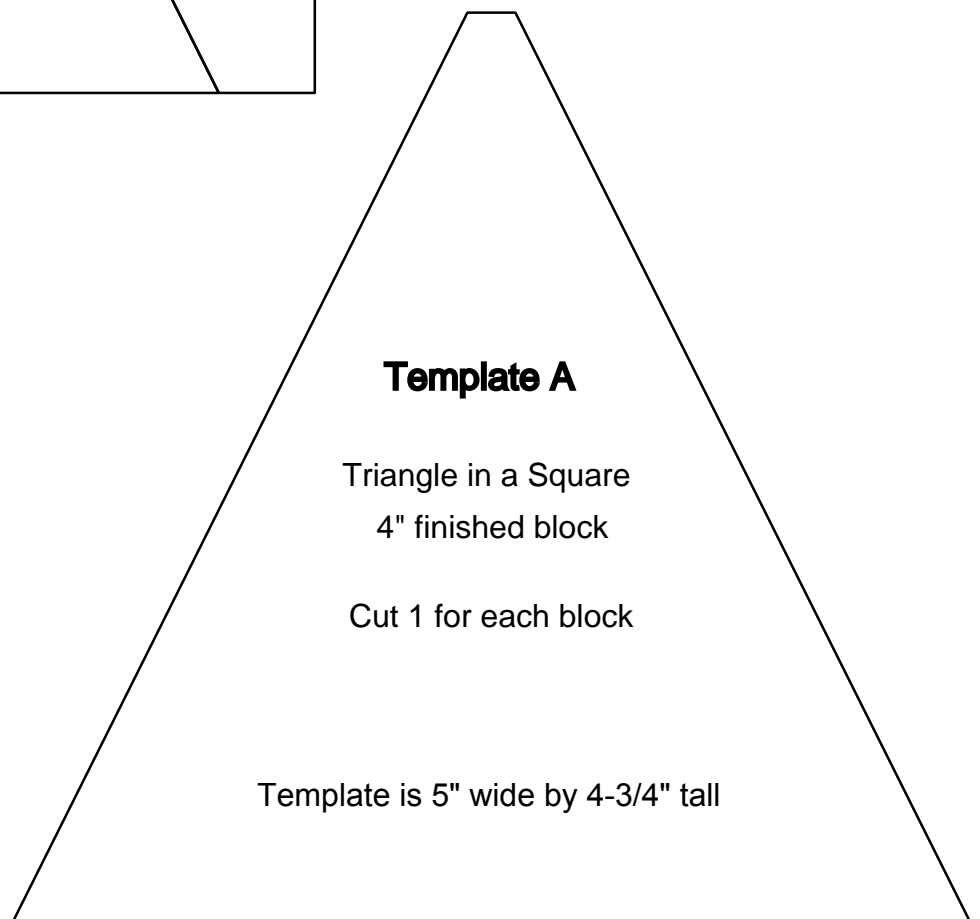 Template A
Triangle in a Square
4" finished block
Cut 1 for each block
Template is 5" wide by 4-3/4" tall